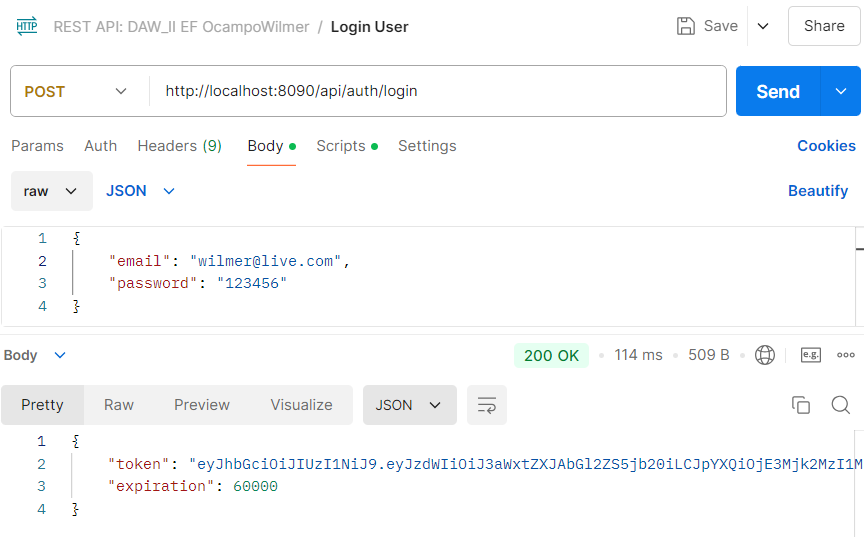 HTTP REST API: DAW_II EF OcampoWilmer / Login User Save Share
POST http://localhost:8090/api/auth/login Send
Params Auth Headers (9) Body Scripts Settings Cookies
raw JSON Beautify
1 {
2 "email": "wilmer@live.com",
3 "password": "123456"
4 }
Body 200 OK 114 ms 509 B e.g.
Pretty Raw Preview Visualize JSON
1 {
2 "token": "eyJhbGciOiJIUzI1NiJ9.eyJzdWIiOiJ3aWxtZXJAbGl2ZS5jb20iLCJpYXQiOjE3Mjk2MzI1M
3 "expiration": 60000
4 }